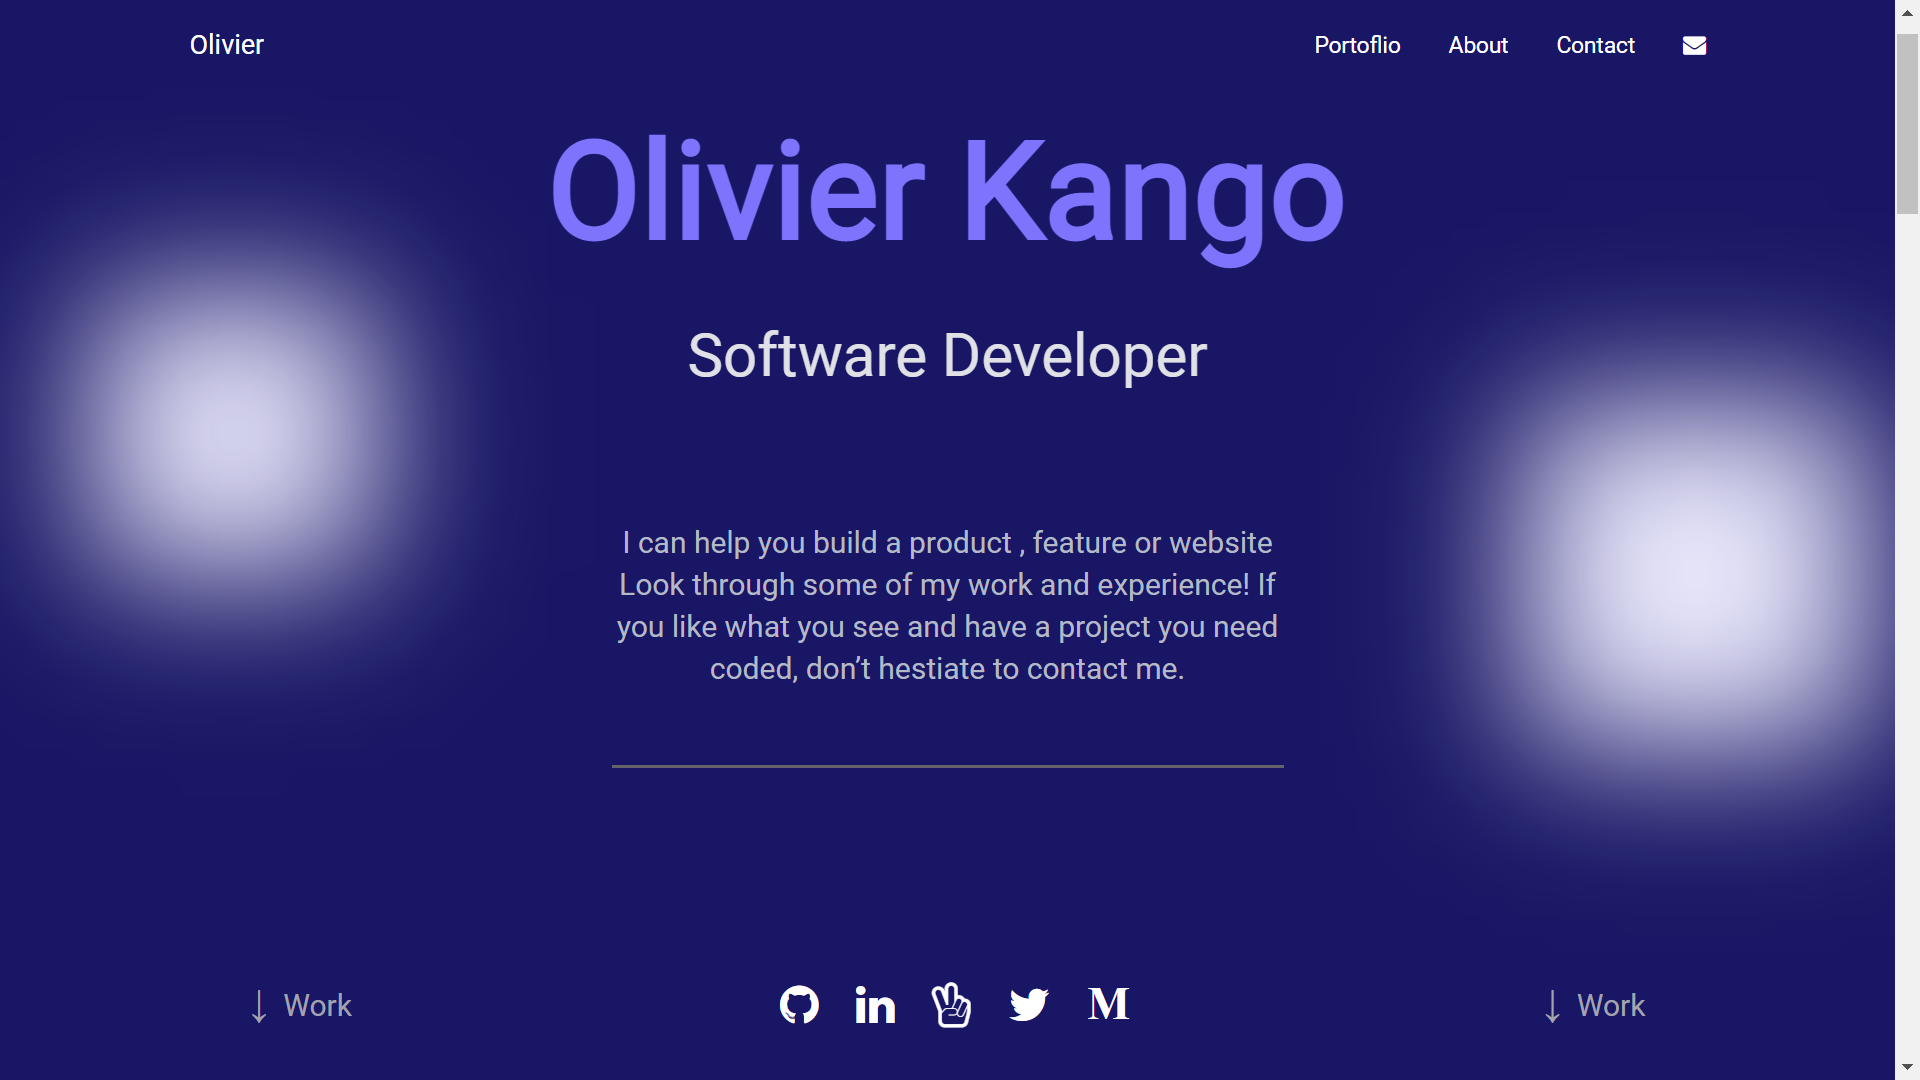 Olivier
Portoflio About Contact
Olivier Kango
Software Developer
I can help you build a product , feature or website
Look through some of my work and experience! If
you like what you see and have a project you need
coded, don’t hestiate to contact me.
↓ Work in M ↓ Work